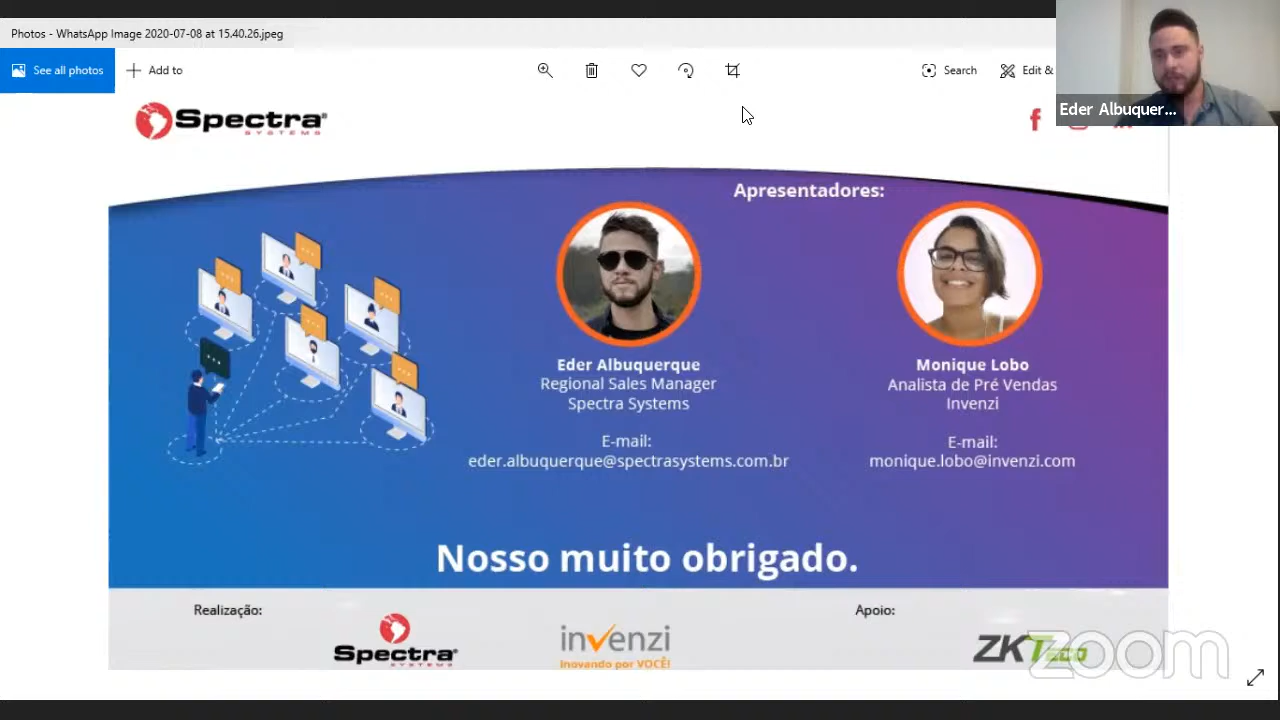 Photos - WhatsApp Image 2020-07-08 at 15.40.26.jpeg
See all photos
Add to
Search
Edit &
Eder Albuquer...
Spectra®
SYSTEMS
Apresentadores:
Eder Albuquerque
Regional Sales Manager
Spectra Systems
E-mail:
eder.albuquerque@spectrasystems.com.br
Monique Lobo
Analista de Pré Vendas
Invenzi
E-mail:
monique.lobo@invenzi.com
Nosso muito obrigado.
Realização:
Spectra®
SYSTEMS
invenzi
Inovando por VOCÊ!
Apoio:
zoom